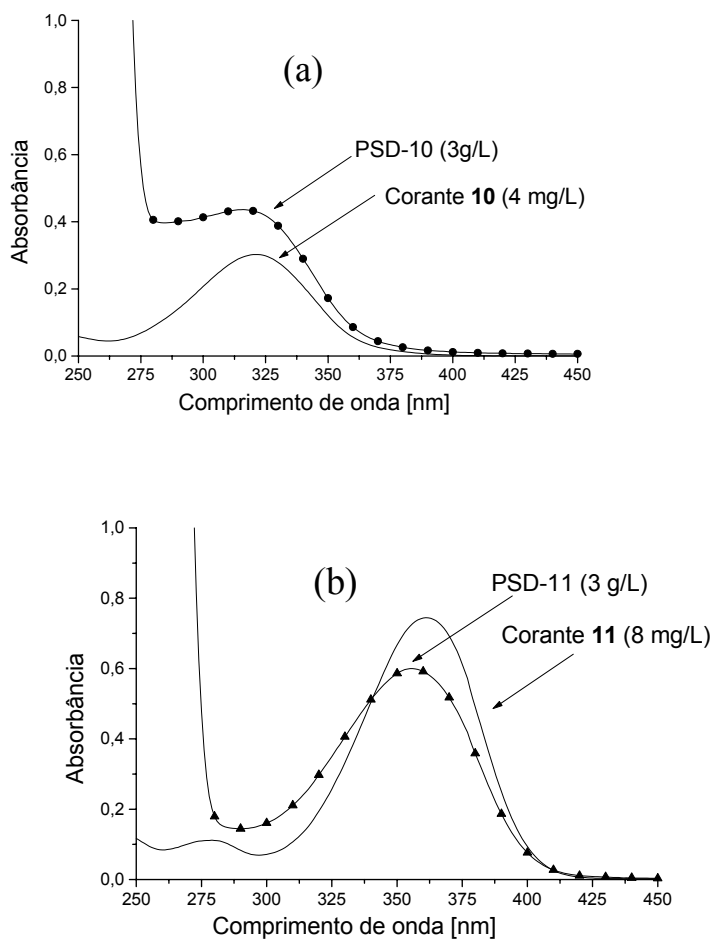 1,0
(a)
0,8
PSD-10 (3g/L)
0,6
Corante 10 (4 mg/L)
0,4
0,2
0,0
Absorbância
250 275 300 325 350 375 400 425 450
Comprimento de onda [nm]
1,0
(b)
0,8
PSD-11 (3 g/L)
Corante 11 (8 mg/L)
0,6
0,4
0,2
0,0
Absorbância
250 275 300 325 350 375 400 425 450
Comprimento de onda [nm]